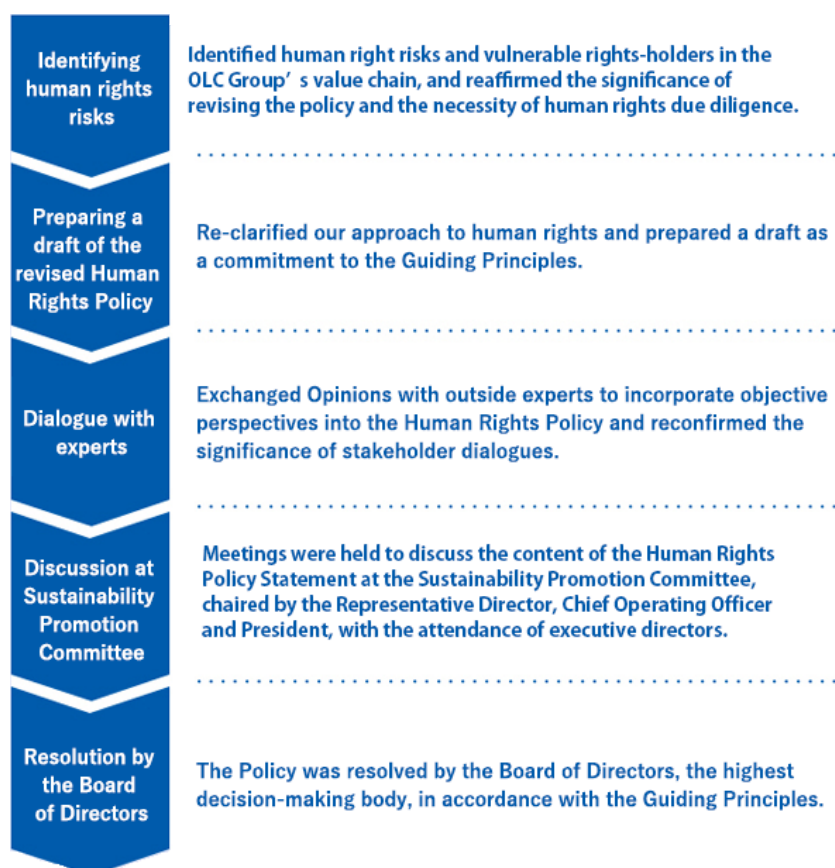 Identifying
human rights
risks
Identified human right risks and vulnerable rights-holders in the
OLC Group's value chain, and reaffirmed the significance of
revising the policy and the necessity of human rights due diligence.
Preparing a
draft of the
revised Human
Rights Policy
Re-clarified our approach to human rights and prepared a draft as
a commitment to the Guiding Principles.
Dialogue with
experts
Exchanged Opinions with outside experts to incorporate objective
perspectives into the Human Rights Policy and reconfirmed the
significance of stakeholder dialogues.
Discussion at
Sustainability
Promotion
Committee
Meetings were held to discuss the content of the Human Rights
Policy Statement at the Sustainability Promotion Committee,
chaired by the Representative Director, Chief Operating Officer
and President, with the attendance of executive directors.
Resolution by
the Board
of Directors
The Policy was resolved by the Board of Directors, the highest
decision-making body, in accordance with the Guiding Principles.